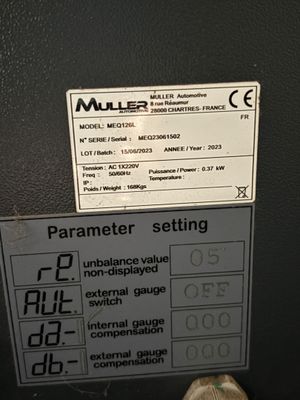 MULLER
AUTOMOTIVE
MULLER Automotive
8 rue Réaumur
28000 CHARTRES- FRANCE
CE
FR
MODEL: MEQ126L
N° SERIE / Serial : MEQ23061502
LOT / Batch : 15/06/2023 ANNEE / Year : 2023
Tension : AC 1X220V Puissance / Power : 0.37 kW
Freq : 50/60Hz
IP :
Poids / Weight : 168Kgs
Parameter setting
r2. unbalance value non-displayed 05
AUt. external gauge switch OFF
da.- internal gauge compensation 000
db.- external gauge compensation 000